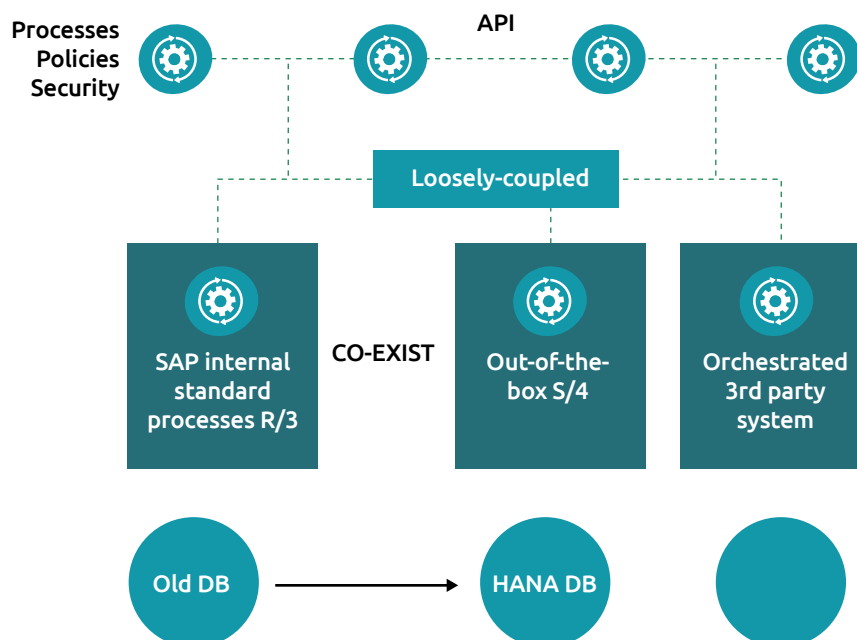 Processes
Policies
Security
API
Loosely-coupled
SAP internal
standard
processes R/3
CO-EXIST
Out-of-the-
box S/4
Orchestrated
3rd party
system
Old DB
HANA DB